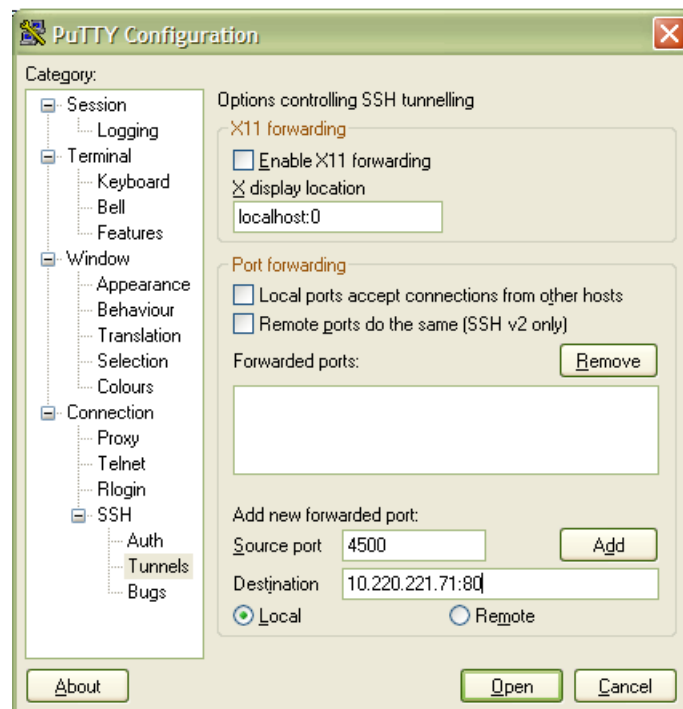 PuTTY Configuration
Category:
Session
Logging
Terminal
Keyboard
Bell
Features
Window
Appearance
Behaviour
Translation
Selection
Colours
Connection
Proxy
Telnet
Rlogin
SSH
Auth
Tunnels
Bugs
Options controlling SSH tunnelling
X11 forwarding
Enable X11 forwarding
X display location
localhost:0
Port forwarding
Local ports accept connections from other hosts
Remote ports do the same (SSH v2 only)
Forwarded ports:
Remove
Add new forwarded port:
Source port 4500 Add
Destination 10.220.221.71:80
Local Remote
About Open Cancel